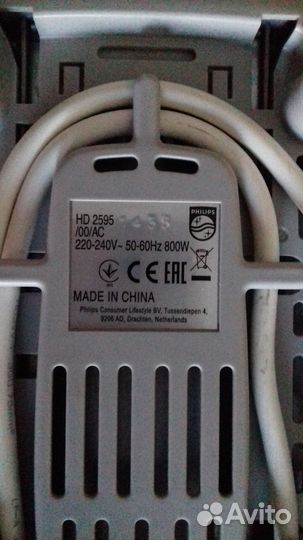 HD 2595
/00/AC
220-240V~ 50-60Hz 800W
PHILIPS
CE EAC
MADE IN CHINA
Philips Consumer Lifestyle BV, Tussendiepen 4,
9206 AD, Drachten, Netherlands
Avito